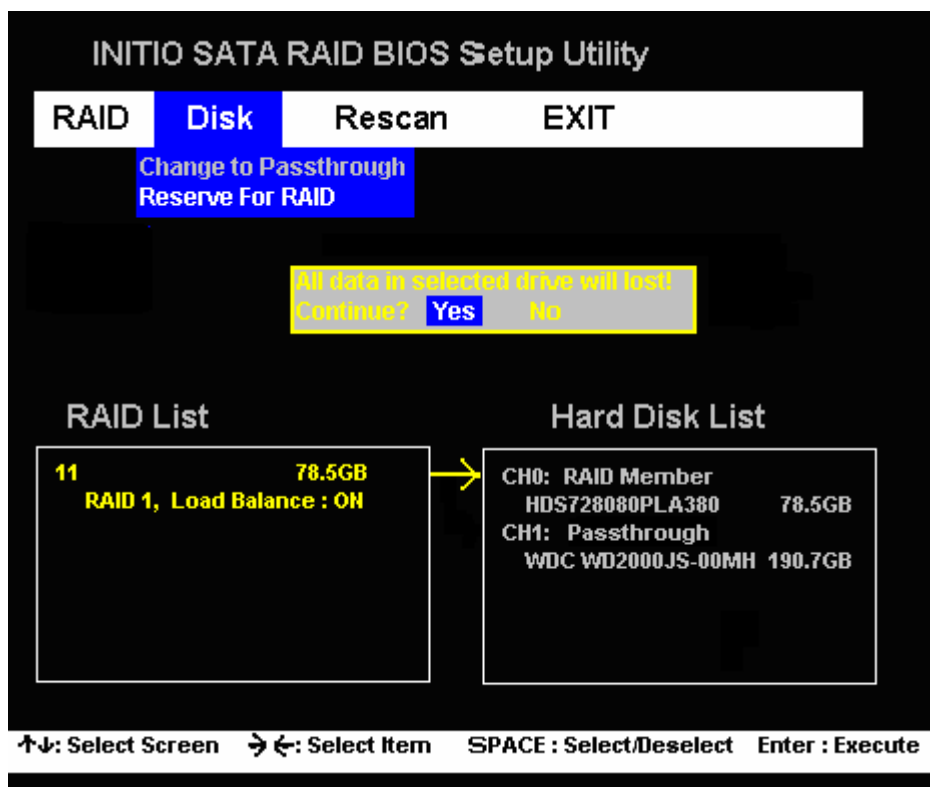 INITIO SATA RAID BIOS Setup Utility
RAID Disk Rescan EXIT
Change to Passthrough
Reserve For RAID
All data in selected drive will lost!
Continue? Yes No
RAID List
11 78.5GB
RAID 1, Load Balance : ON
Hard Disk List
CH0: RAID Member
HDS728080PLA380 78.5GB
CH1: Passthrough
WDC WD2000JS-00MH 190.7GB
↑↓: Select Screen →←: Select Item SPACE : Select/Deselect Enter : Execute